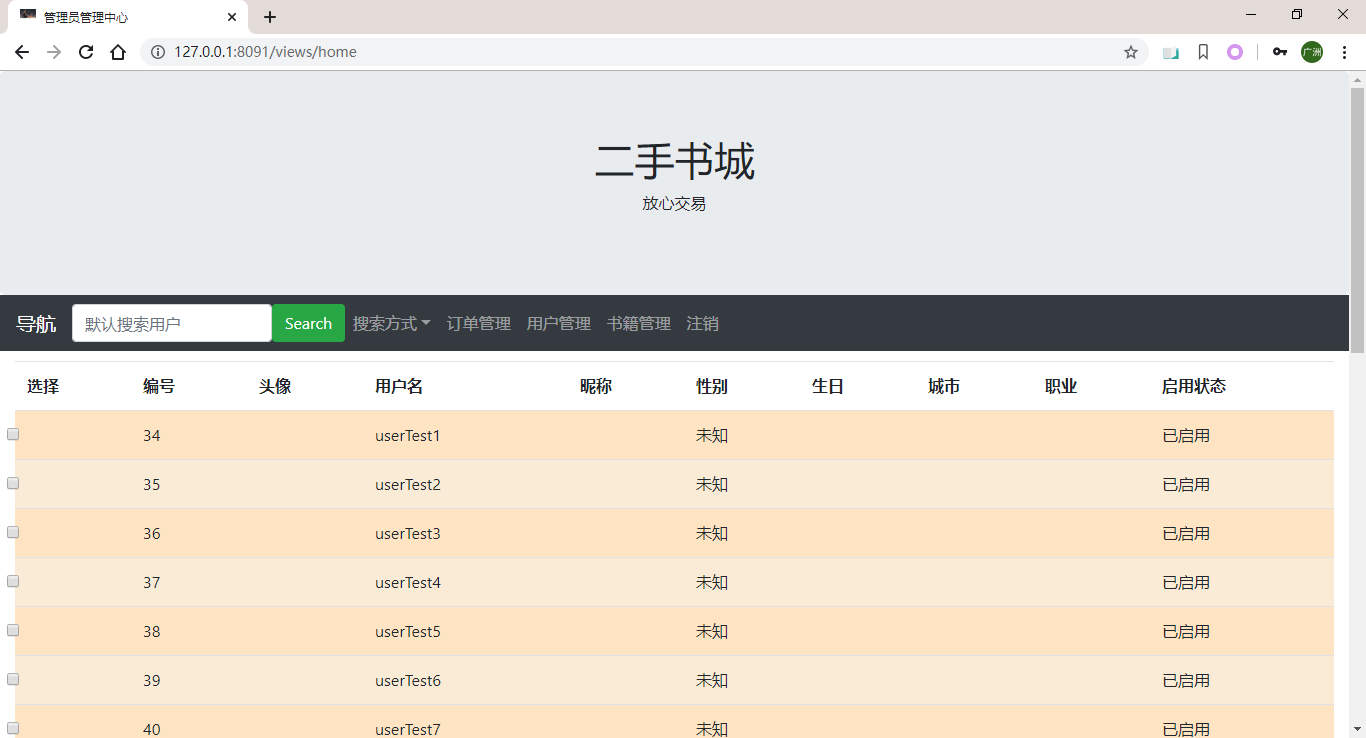 管理员管理中心
127.0.0.1:8091/views/home
广洲
二手书城
放心交易
导航 默认搜索用户 Search 搜索方式 订单管理 用户管理 书籍管理 注销
选择 编号 头像 用户名 昵称 性别 生日 城市 职业 启用状态
34 userTest1 未知 已启用
35 userTest2 未知 已启用
36 userTest3 未知 已启用
37 userTest4 未知 已启用
38 userTest5 未知 已启用
39 userTest6 未知 已启用
40 userTest7 未知 已启用